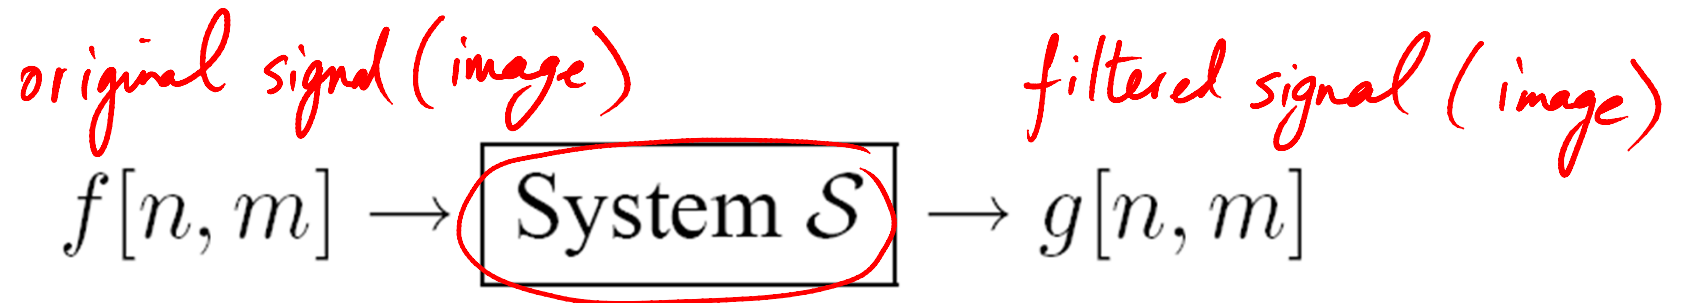 original signal (image) filtered signal (image)
f[n, m] → System S → g[n, m]